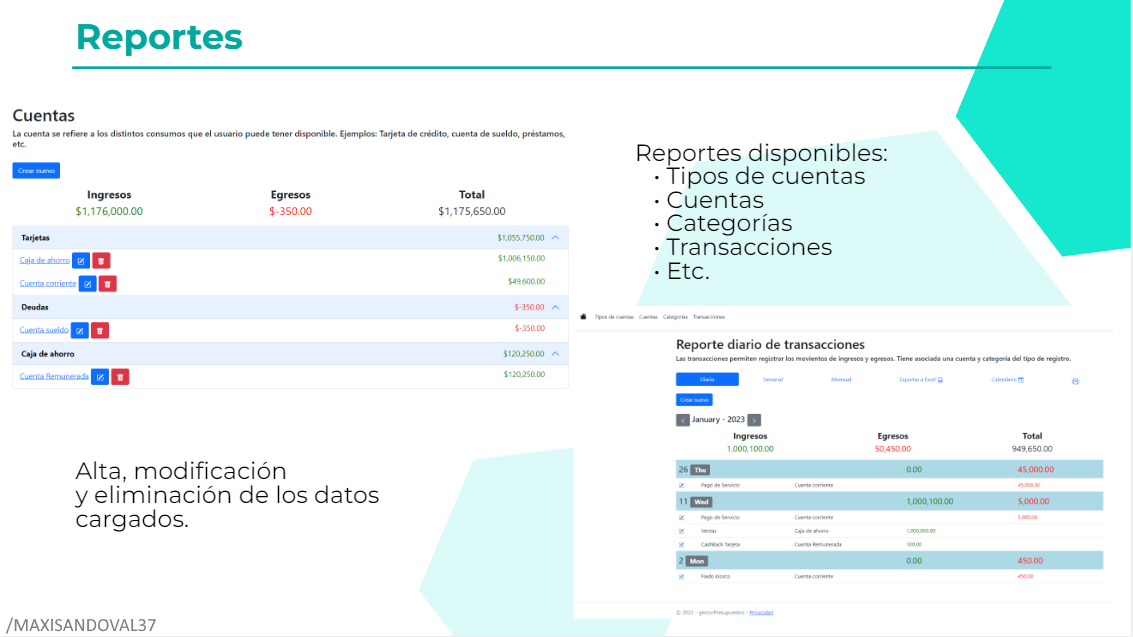 Reportes
Cuentas
La cuenta se refiere a los distintos consumos que el usuario puede tener disponible. Ejemplos: Tarjeta de crédito, cuenta de sueldo, préstamos,
etc.
Crear nuevo
Ingresos Egresos Total
$1,176,000.00 $-350.00 $1,175,650.00
Tarjetas $1,055,750.00
Caja de ahorro $1,006,150.00
Cuenta corriente $49,600.00
Deudas $-350.00
Cuenta sueldo $-350.00
Caja de ahorro $120,250.00
Cuenta Remunerada $120,250.00
Reportes disponibles:
• Tipos de cuentas
• Cuentas
• Categorías
• Transacciones
• Etc.
Alta, modificación
y eliminación de los datos
cargados.
Tipos de cuentas Cuentas Categorías Transacciones
Reporte diario de transacciones
Las transacciones permiten registrar los movientos de ingresos y egresos. Tiene asociada una cuenta y categoría del tipo de registro.
Diario Semanal Mensual Exportar a Excel Calendario
Crear nuevo
< January - 2023 >
Ingresos Egresos Total
1,000,100.00 50,450.00 949,650.00
26 Thu 0.00 45,000.00
Pago de Servicio Cuenta corriente 45,000.00
11 Wed 1,000,100.00 5,000.00
Pago de Servicio Cuenta corriente 5,000.00
Ventas Caja de ahorro 1,000,000.00
CashBack Tarjeta Cuenta Remunerada 100.00
2 Mon 0.00 450.00
Fiado kiosco Cuenta corriente 450.00
© 2022 - gestorPresupuestos - Privacidad
/MAXISANDOVAL37